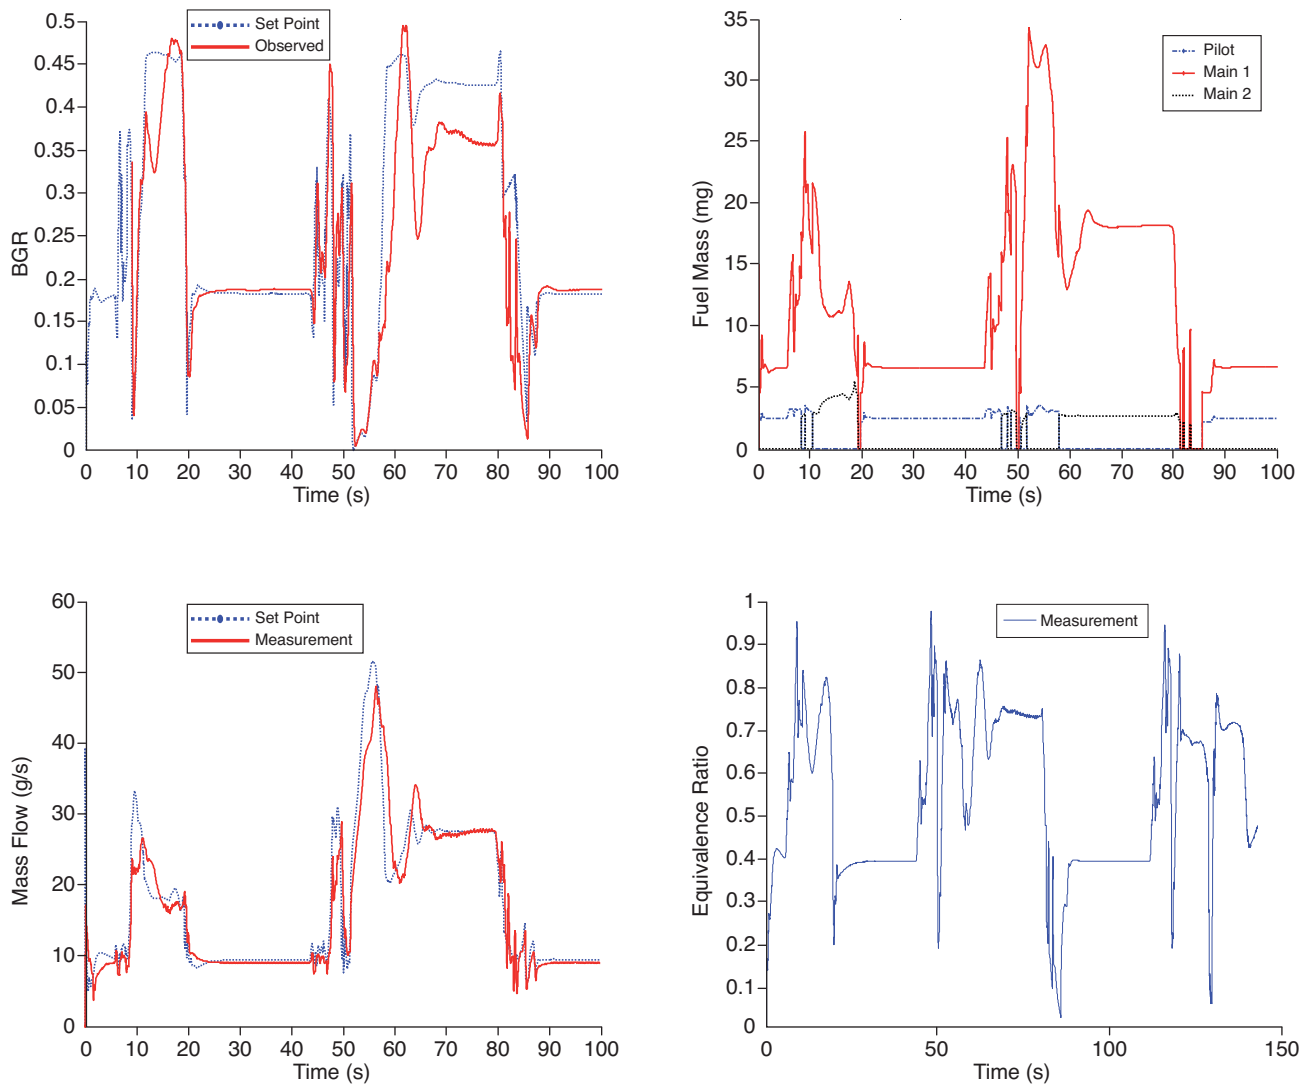 0.5
0.45
0.4
0.35
0.3
0.25
0.2
0.15
0.1
0.05
0
BGR
Set Point
Observed
0 10 20 30 40 50 60 70 80 90 100
Time (s)
35
30
25
20
15
10
5
0
Fuel Mass (mg)
Pilot
Main 1
Main 2
0 10 20 30 40 50 60 70 80 90 100
Time (s)
60
50
40
30
20
10
0
Mass Flow (g/s)
Set Point
Measurement
0 10 20 30 40 50 60 70 80 90 100
Time (s)
1
0.9
0.8
0.7
0.6
0.5
0.4
0.3
0.2
0.1
0
Equivalence Ratio
Measurement
0 50 100 150
Time (s)